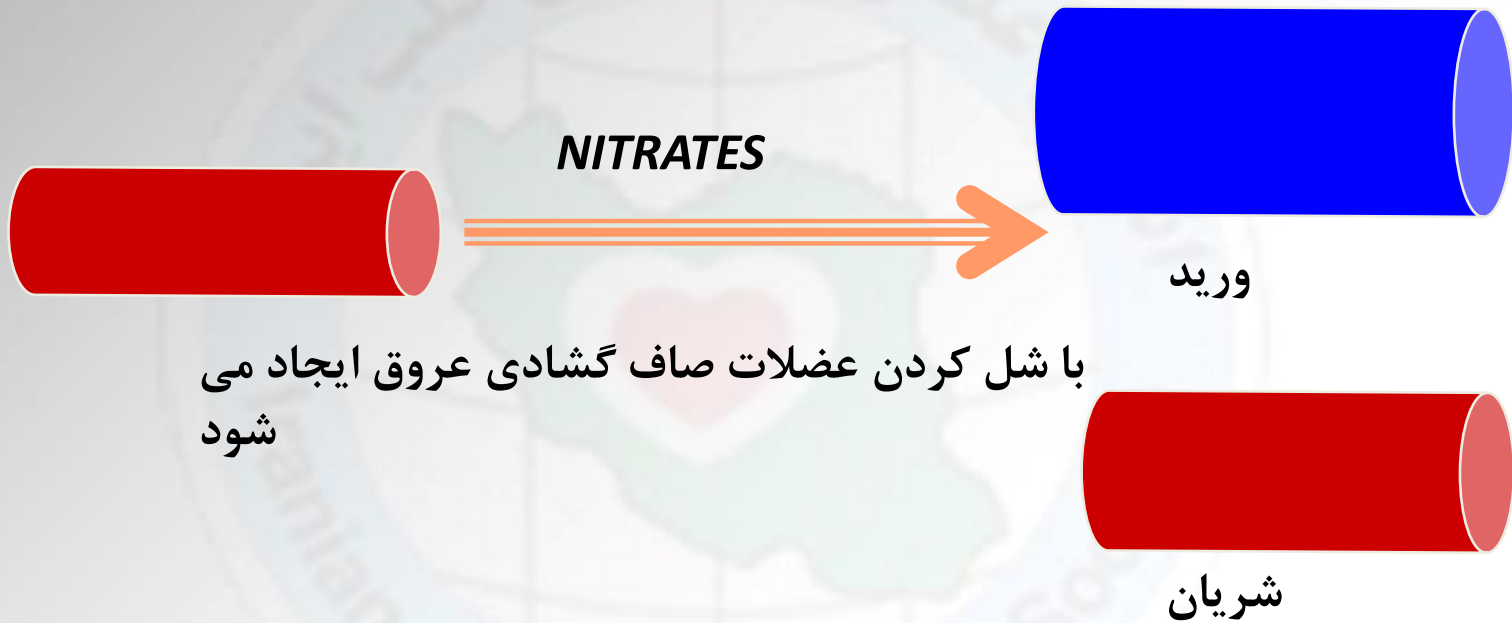 NITRATES
ورید
با شل کردن عضلات صاف گشادی عروق ایجاد می
شود
شریان